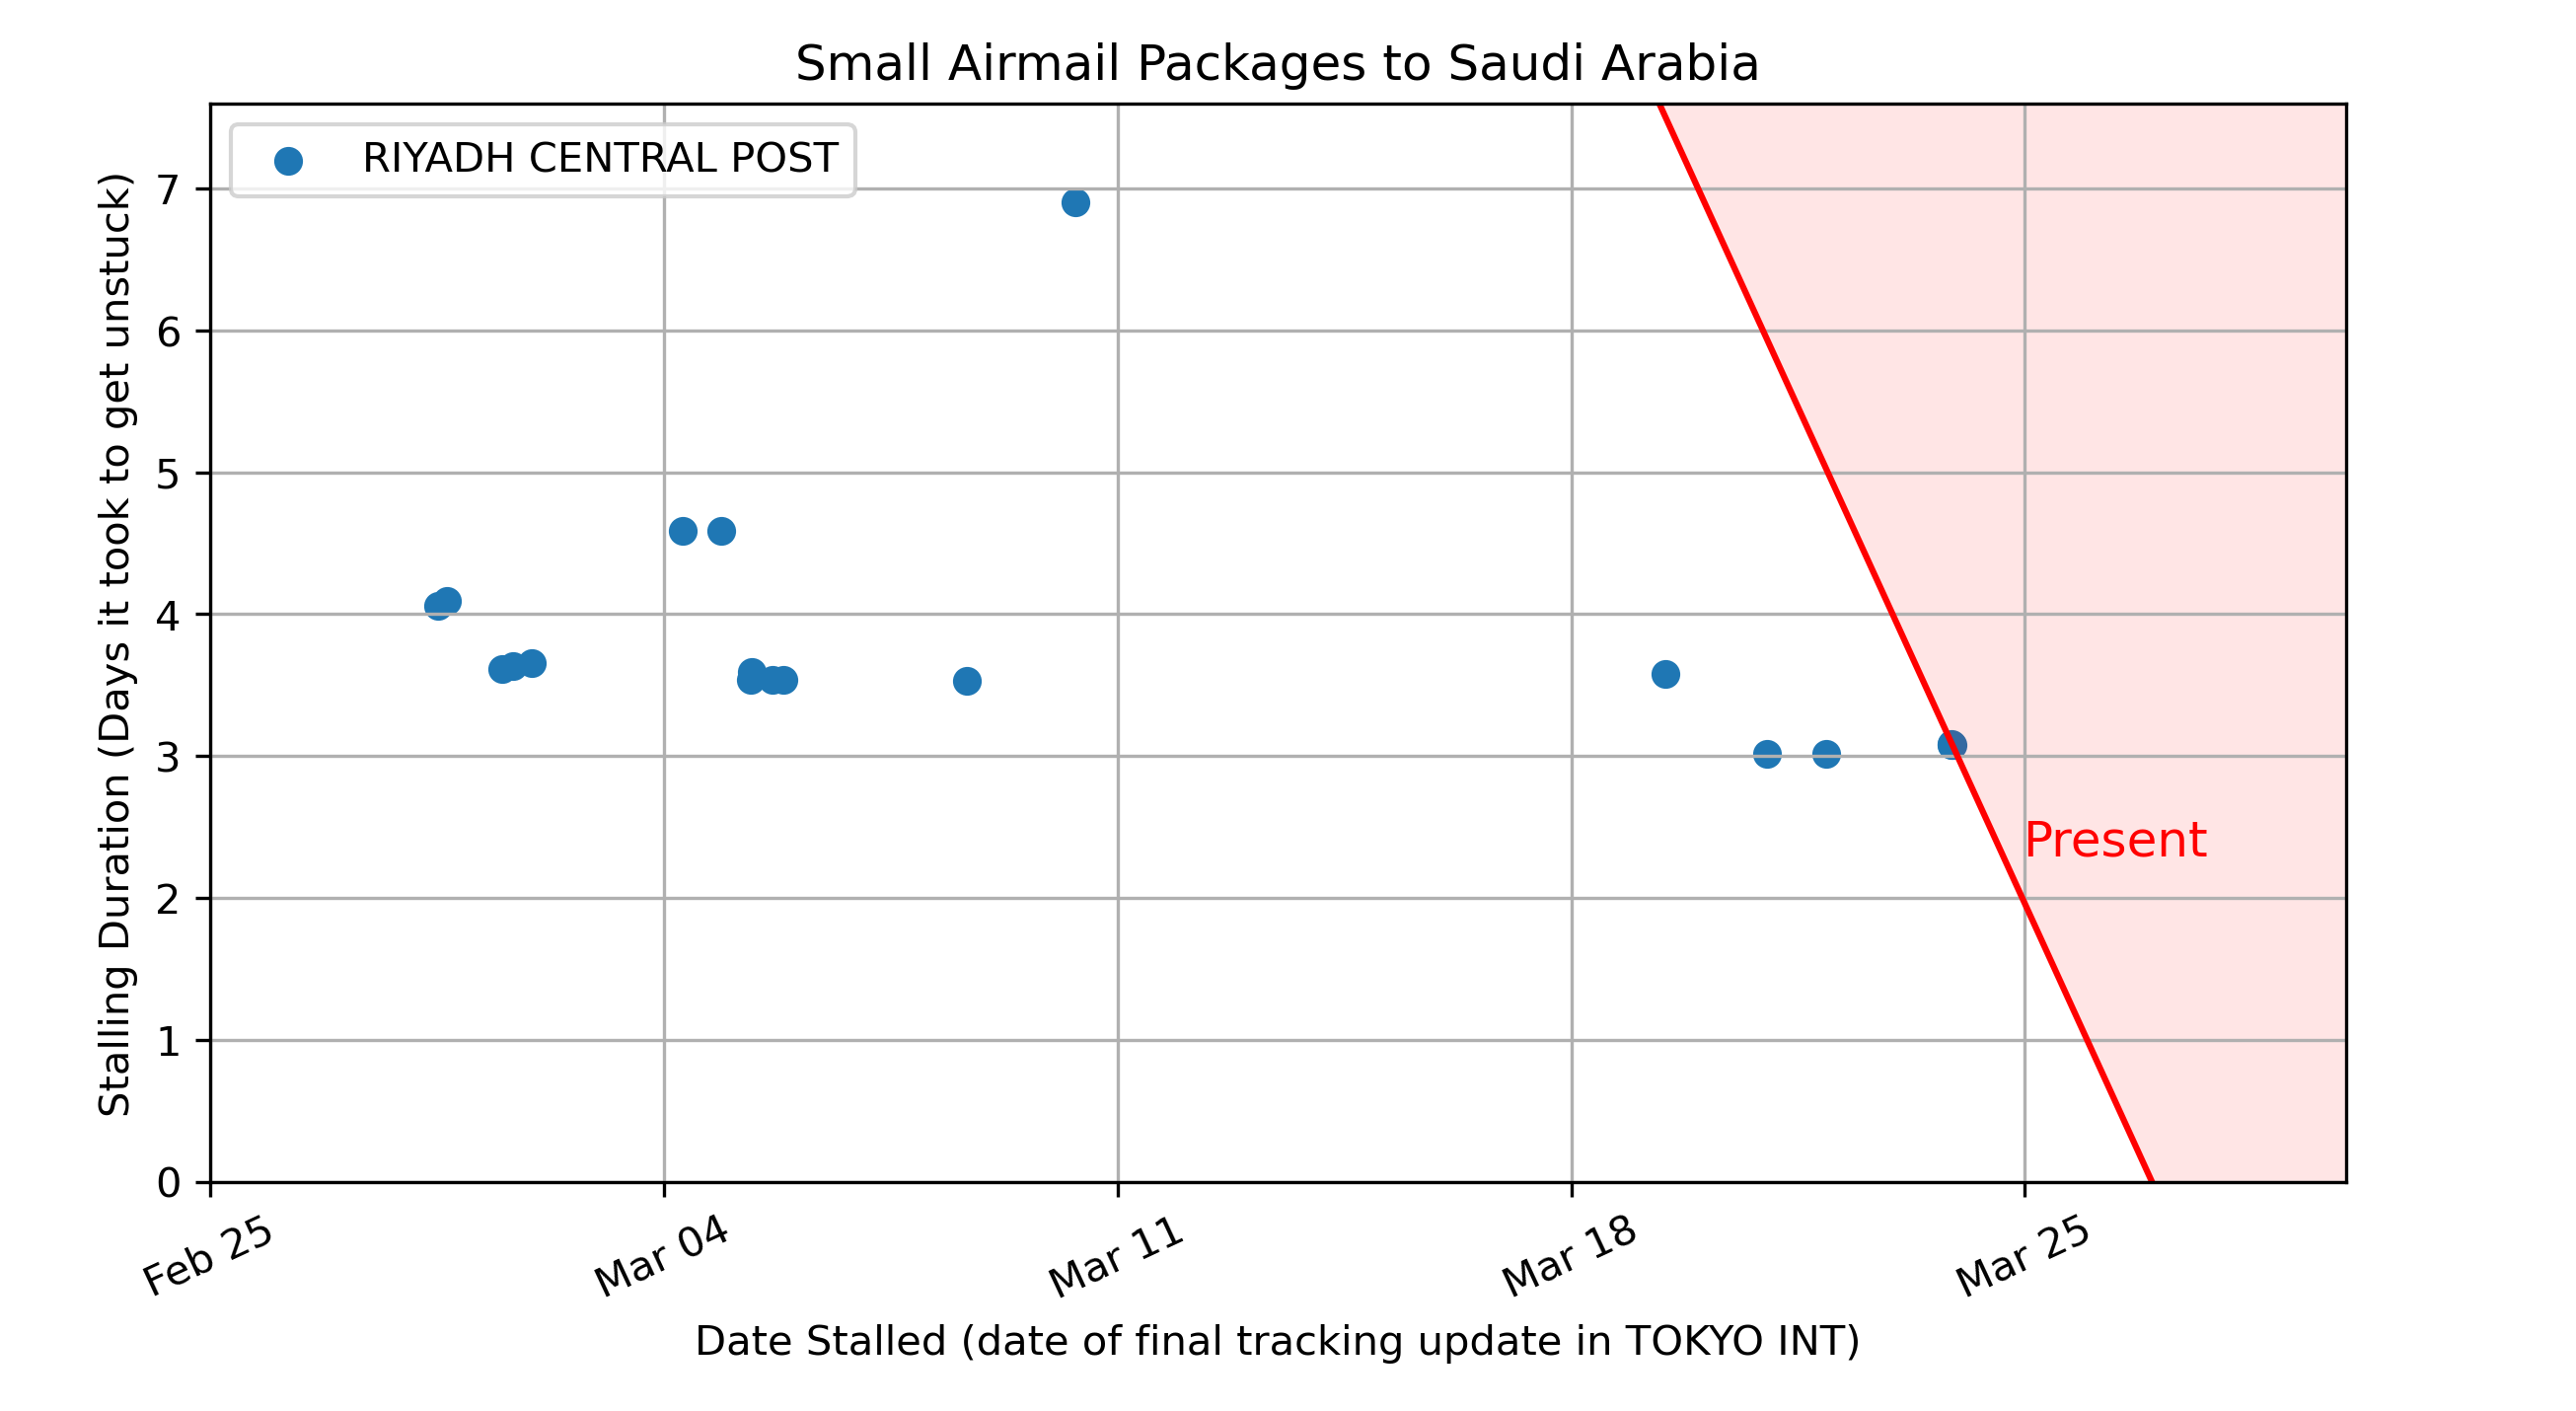 Small Airmail Packages to Saudi Arabia
RIYADH CENTRAL POST
Stalling Duration (Days it took to get unstuck)
7
6
5
4
3
2
1
0
Present
Feb 25
Mar 04
Mar 11
Mar 18
Mar 25
Date Stalled (date of final tracking update in TOKYO INT)